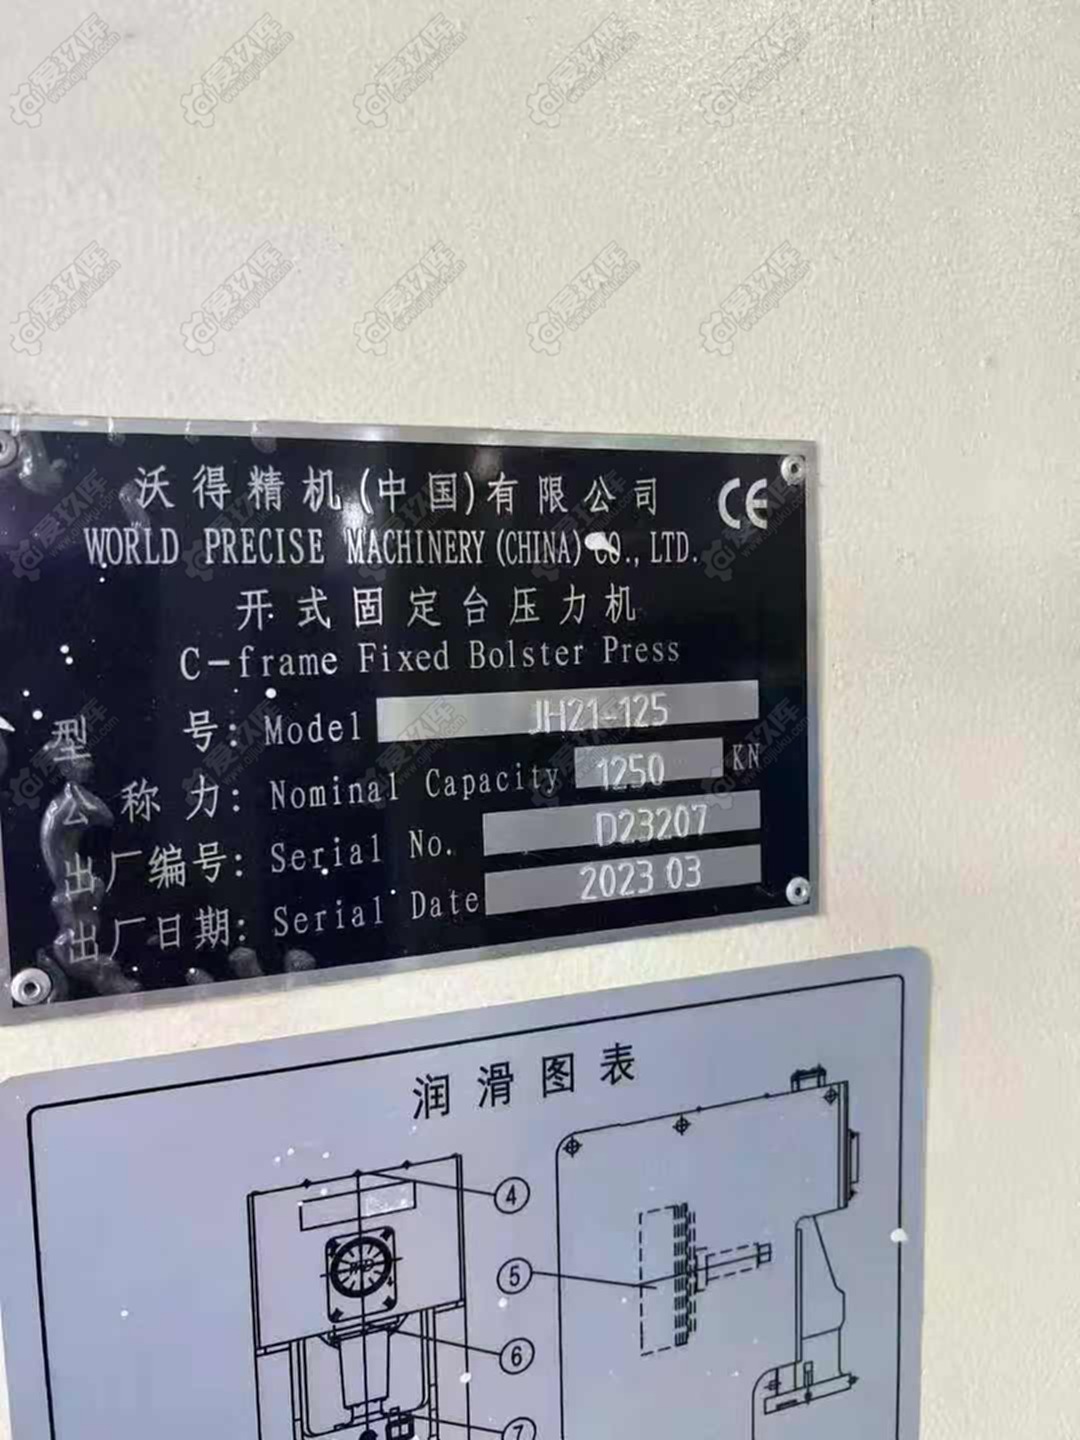 沃得精机(中国)有限公司 CE
WORLD PRECISE MACHINERY(CHINA) CO., LTD.
开式固定台压力机
C-frame Fixed Bolster Press
型 号: Model JH21-125
公 称 力: Nominal Capacity 1250 KN
出厂编号: Serial No. D23207
出厂日期: Serial Date 2023 03
润滑图表
4
5
6
7
爱玖库